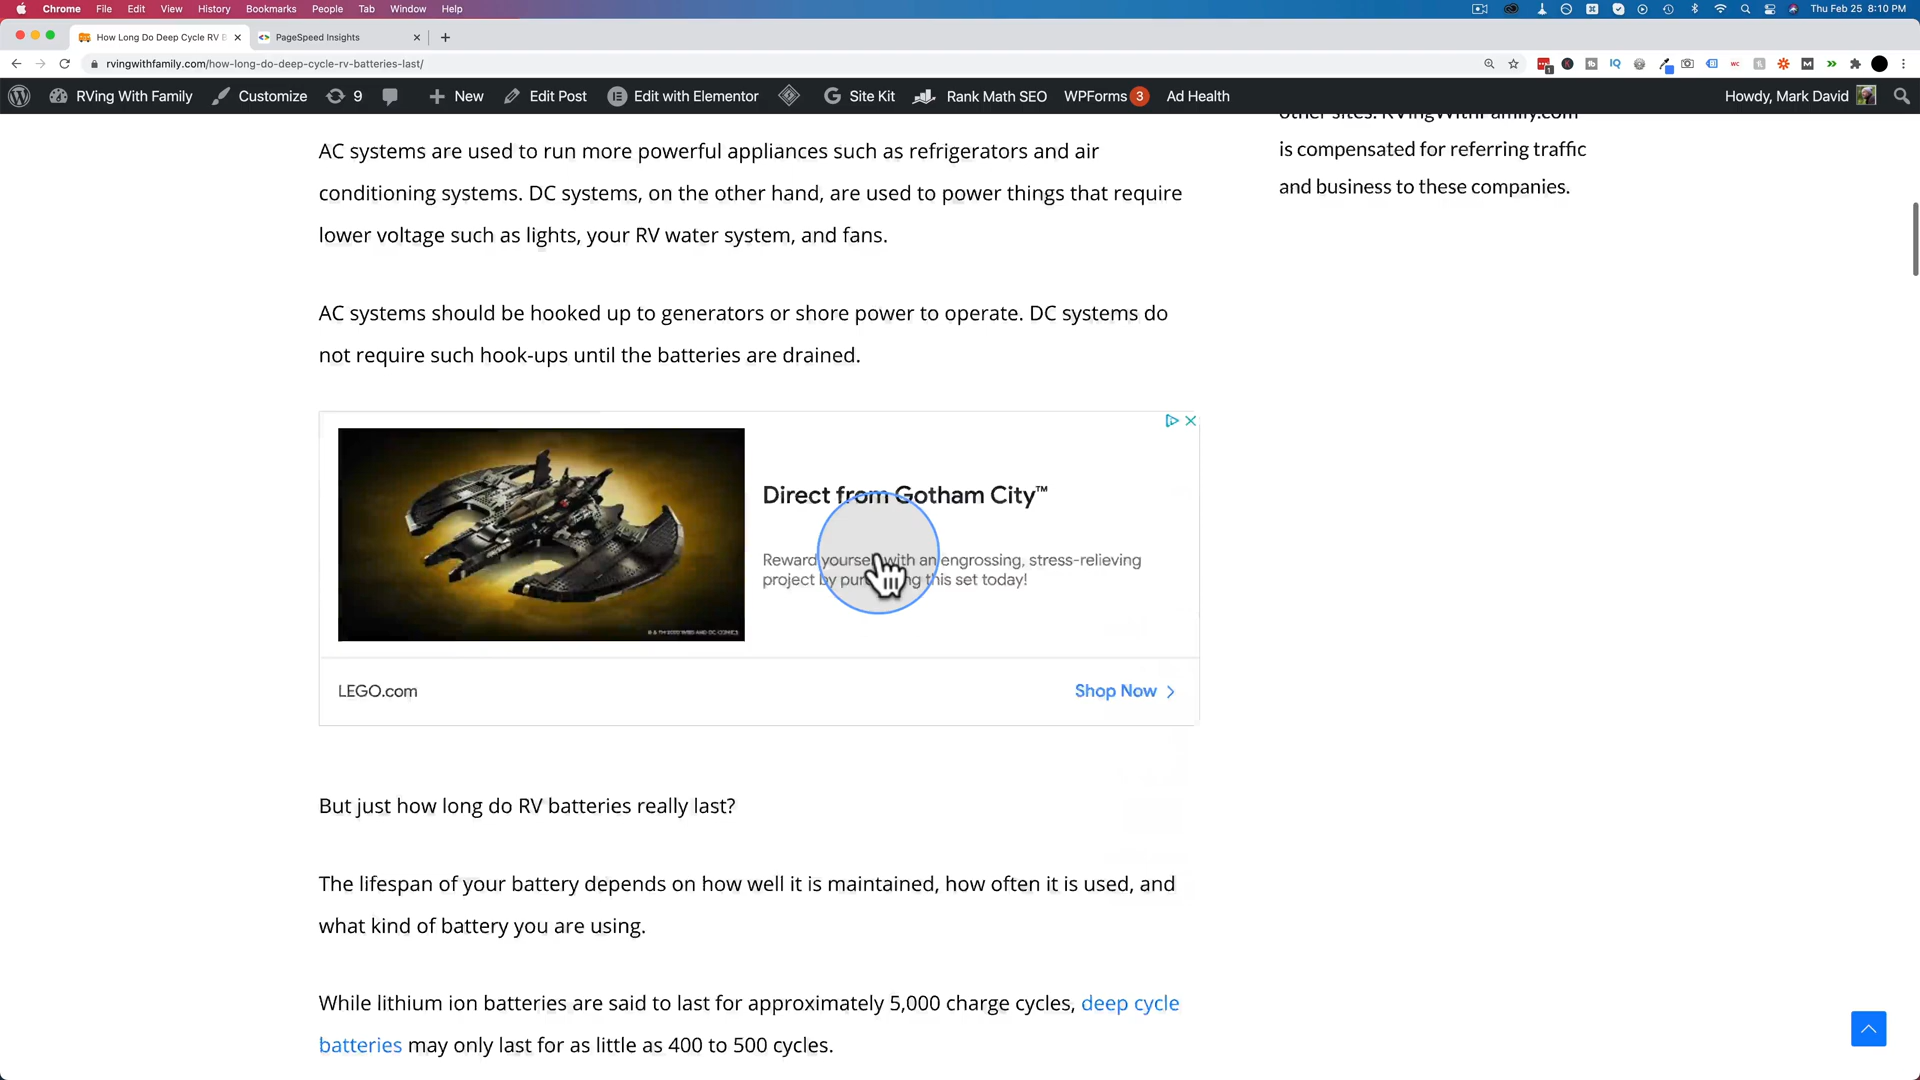 Chrome File Edit View History Bookmarks People Tab Window Help
Thu Feb 25 8:10 PM
How Long Do Deep Cycle RV B
PageSpeed Insights
rvingwithfamily.com/how-long-do-deep-cycle-rv-batteries-last/
RVing With Family Customize 9 New Edit Post Edit with Elementor Site Kit Rank Math SEO WPForms 3 Ad Health
Howdy, Mark David
other sites. RVingWithFamily.com
is compensated for referring traffic
and business to these companies.
AC systems are used to run more powerful appliances such as refrigerators and air
conditioning systems. DC systems, on the other hand, are used to power things that require
lower voltage such as lights, your RV water system, and fans.
AC systems should be hooked up to generators or shore power to operate. DC systems do
not require such hook-ups until the batteries are drained.
Direct from Gotham City™
Reward yourself with an engrossing, stress-relieving
project by purchasing this set today!
LEGO.com
Shop Now
But just how long do RV batteries really last?
The lifespan of your battery depends on how well it is maintained, how often it is used, and
what kind of battery you are using.
While lithium ion batteries are said to last for approximately 5,000 charge cycles, deep cycle
batteries may only last for as little as 400 to 500 cycles.